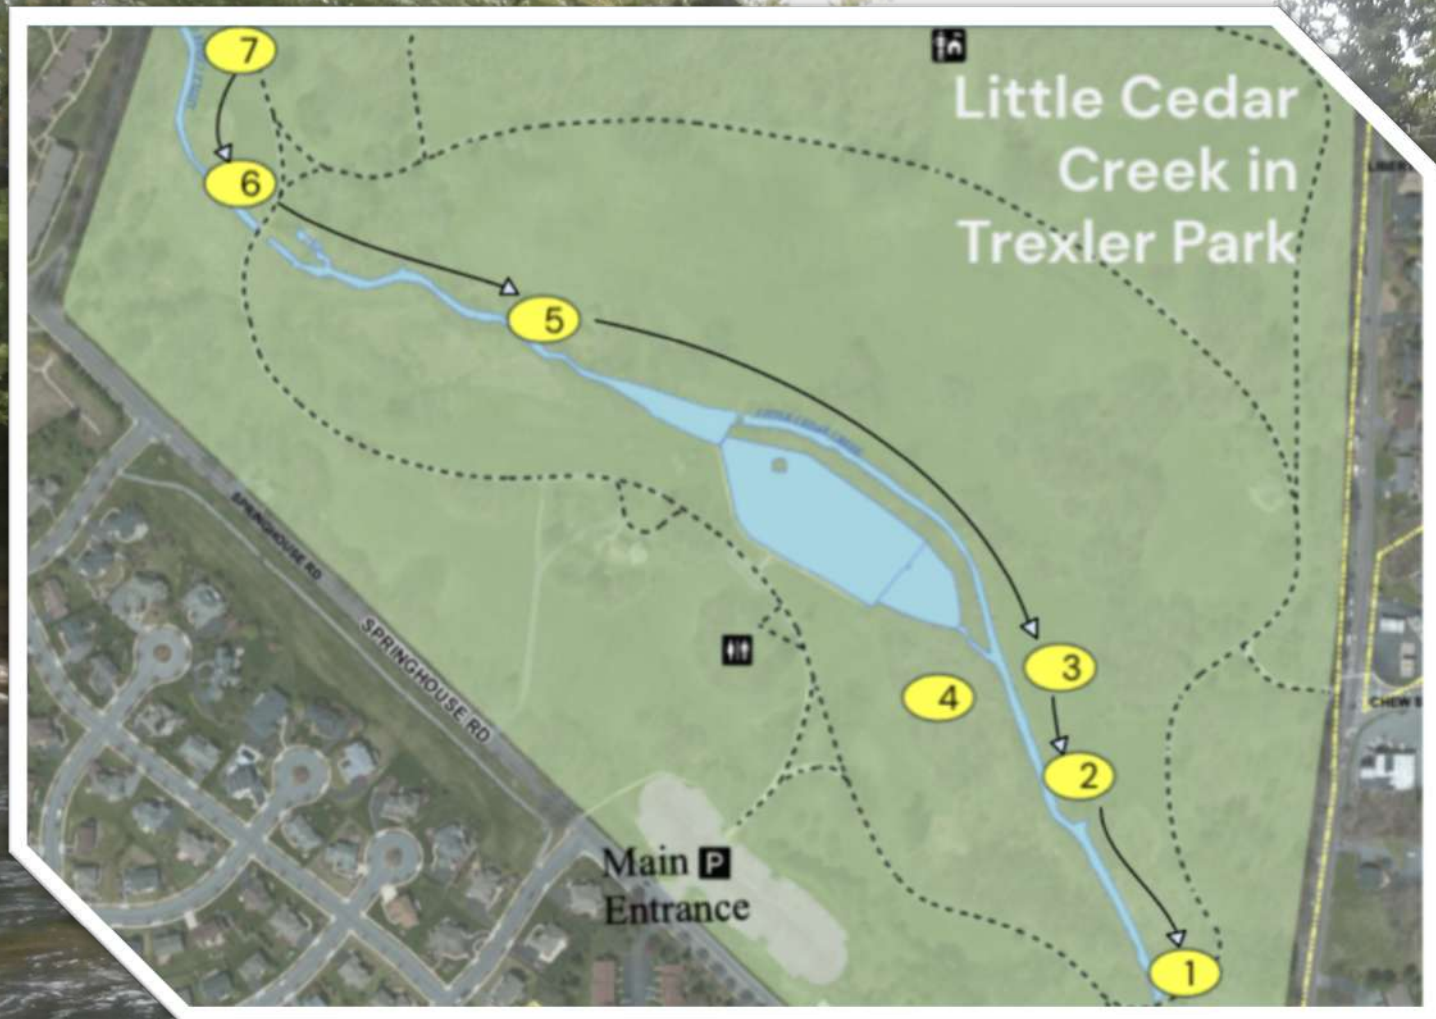 7
Little Cedar
Creek in
Trexler Park
6
5
SPRINGHOUSE RD
SPRINGHOUSE RD
3
4
CHEW S
2
Main P
Entrance
1